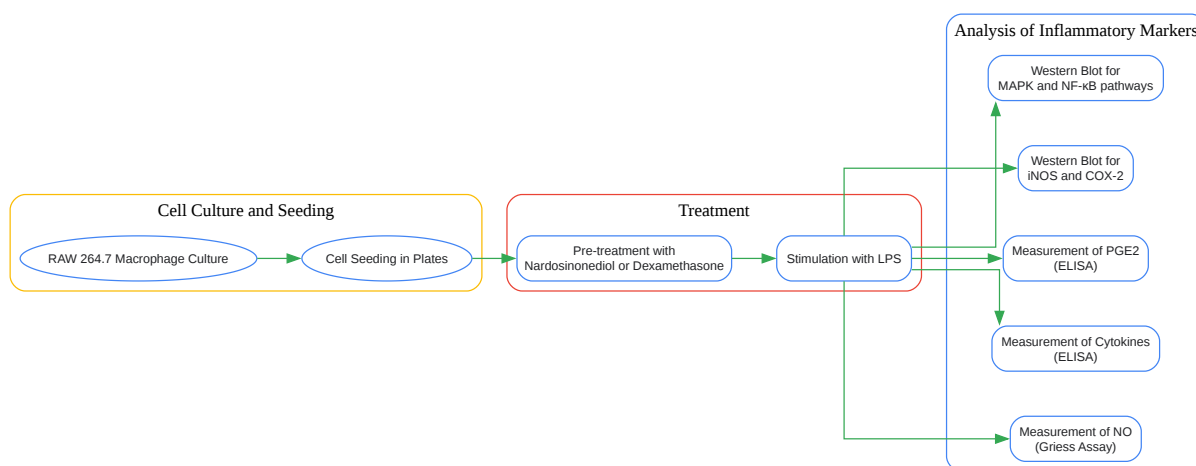 Cell Culture and Seeding
RAW 264.7 Macrophage Culture
Cell Seeding in Plates
Treatment
Pre-treatment with
Nardosinonediol or Dexamethasone
Stimulation with LPS
Analysis of Inflammatory Markers
Western Blot for
MAPK and NF-κB pathways
Western Blot for
iNOS and COX-2
Measurement of PGE2
(ELISA)
Measurement of Cytokines
(ELISA)
Measurement of NO
(Griess Assay)